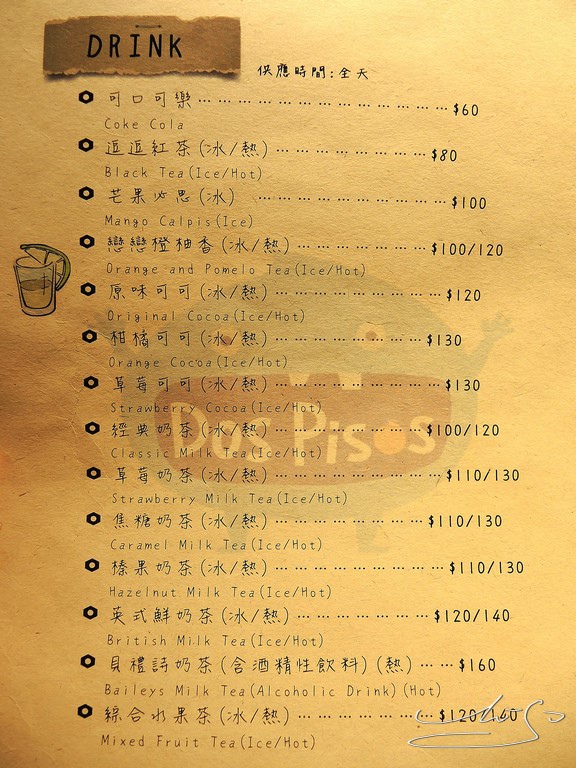 DRINK
供應時間:全天
可口可樂 ... $60
Coke Cola
逗逗紅茶(冰/熱) ... $80
Black Tea(Ice/Hot)
芒果必思(冰) ... $100
Mango Calpis(Ice)
戀戀橙柚香(冰/熱) ... $100/120
Orange and Pomelo Tea(Ice/Hot)
原味可可(冰/熱) ... $120
Original Cocoa(Ice/Hot)
柑橘可可(冰/熱) ... $130
Orange Cocoa(Ice/Hot)
草莓可可(冰/熱) ... $130
Strawberry Cocoa(Ice/Hot)
經典奶茶(冰/熱) ... $100/120
Dos Pisos
Classic Milk Tea(Ice/Hot)
草莓奶茶(冰/熱) ... $110/130
Strawberry Milk Tea(Ice/Hot)
焦糖奶茶(冰/熱) ... $110/130
Caramel Milk Tea(Ice/Hot)
榛果奶茶(冰/熱) ... $110/130
Hazelnut Milk Tea(Ice/Hot)
英式鮮奶茶(冰/熱) ... $120/140
British Milk Tea(Ice/Hot)
貝禮詩奶茶(含酒精性飲料)(熱) ... $160
Baileys Milk Tea(Alcoholic Drink)(Hot)
綜合水果茶(冰/熱) ... $120/140
Mixed Fruit Tea(Ice/Hot)